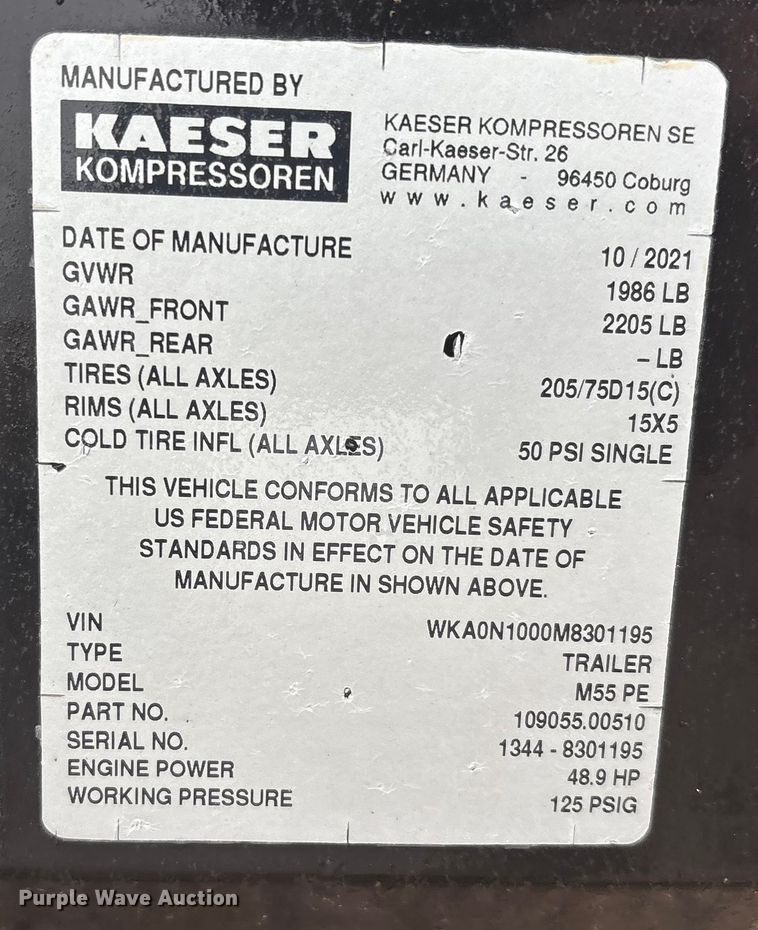 MANUFACTURED BY
KAESER
KOMPRESSOREN
KAESER KOMPRESSOREN SE
Carl-Kaeser-Str. 26
GERMANY - 96450 Coburg
www.kaeser.com
DATE OF MANUFACTURE 10 / 2021
GVWR 1986 LB
GAWR_FRONT 2205 LB
GAWR_REAR – LB
TIRES (ALL AXLES) 205/75D15(C)
RIMS (ALL AXLES) 15X5
COLD TIRE INFL (ALL AXLES) 50 PSI SINGLE
THIS VEHICLE CONFORMS TO ALL APPLICABLE
US FEDERAL MOTOR VEHICLE SAFETY
STANDARDS IN EFFECT ON THE DATE OF
MANUFACTURE IN SHOWN ABOVE.
VIN WKA0N1000M8301195
TYPE TRAILER
MODEL M55 PE
PART NO. 109055.00510
SERIAL NO. 1344 - 8301195
ENGINE POWER 48.9 HP
WORKING PRESSURE 125 PSIG
Purple Wave Auction